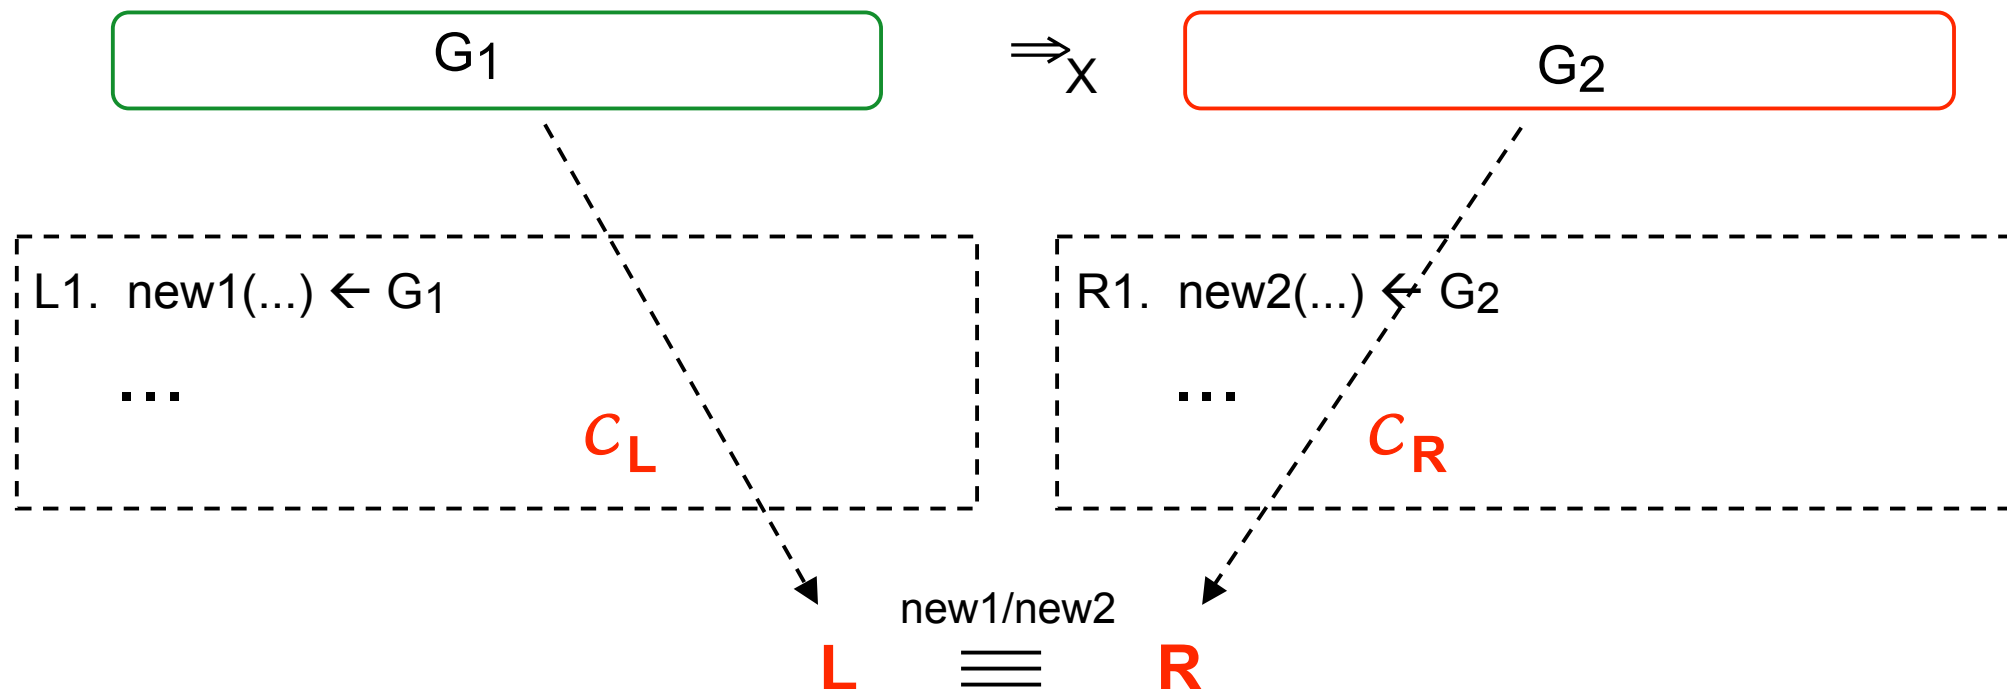 G1 ⇒X G2
L1. new1(...) ← G1
R1. new2(...) ← G2
...
...
CL
CR
new1/new2
L ≡ R